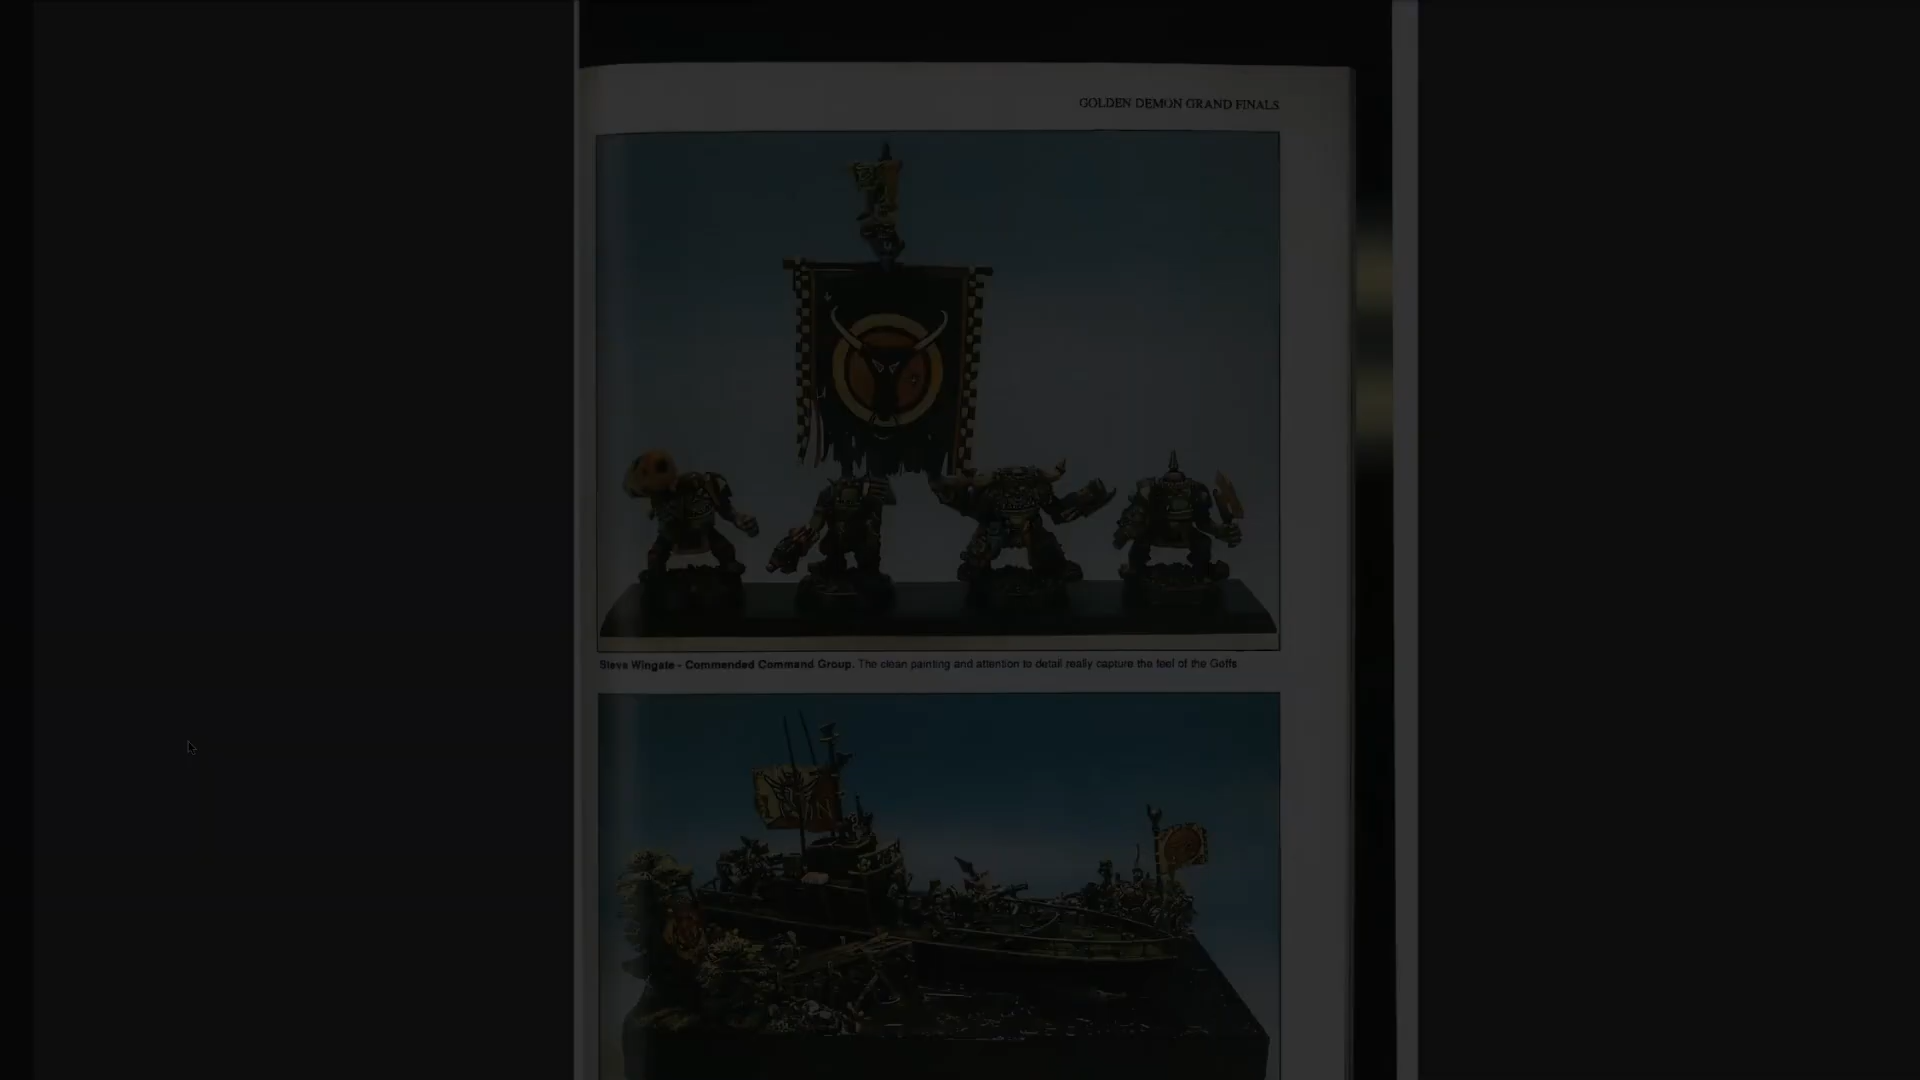 GOLDEN DEMON GRAND FINALS
Steve Wingate - Commended Command Group. The clean painting and attention to detail really capture the feel of the Goffs